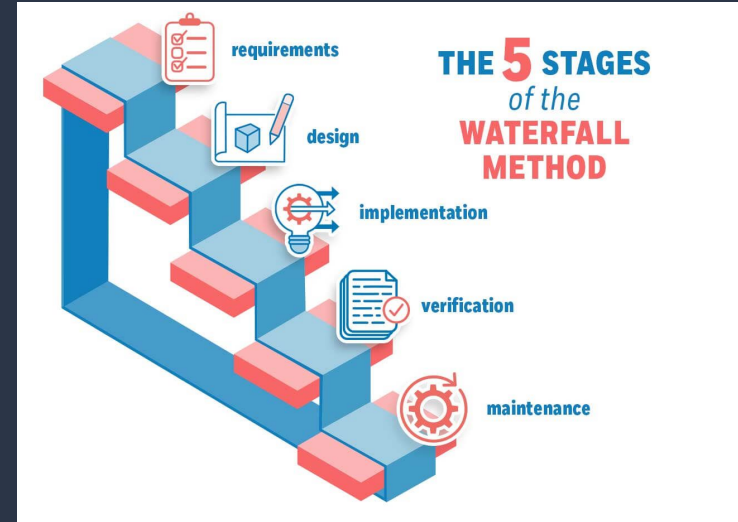 THE 5 STAGES
of the
WATERFALL
METHOD
requirements
design
implementation
verification
maintenance